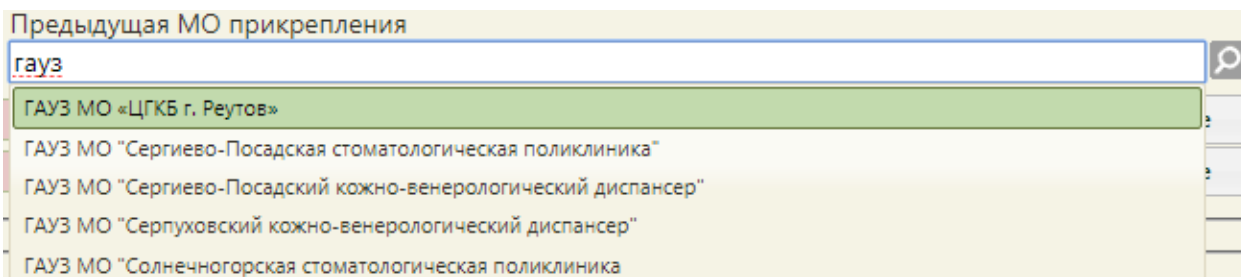 Предыдущая МО прикрепления
гауз
ГАУЗ МО «ЦГКБ г. Реутов»
ГАУЗ МО "Сергиево-Посадская стоматологическая поликлиника"
ГАУЗ МО "Сергиево-Посадский кожно-венерологический диспансер"
ГАУЗ МО "Серпуховский кожно-венерологический диспансер"
ГАУЗ МО "Солнечногорская стоматологическая поликлиника